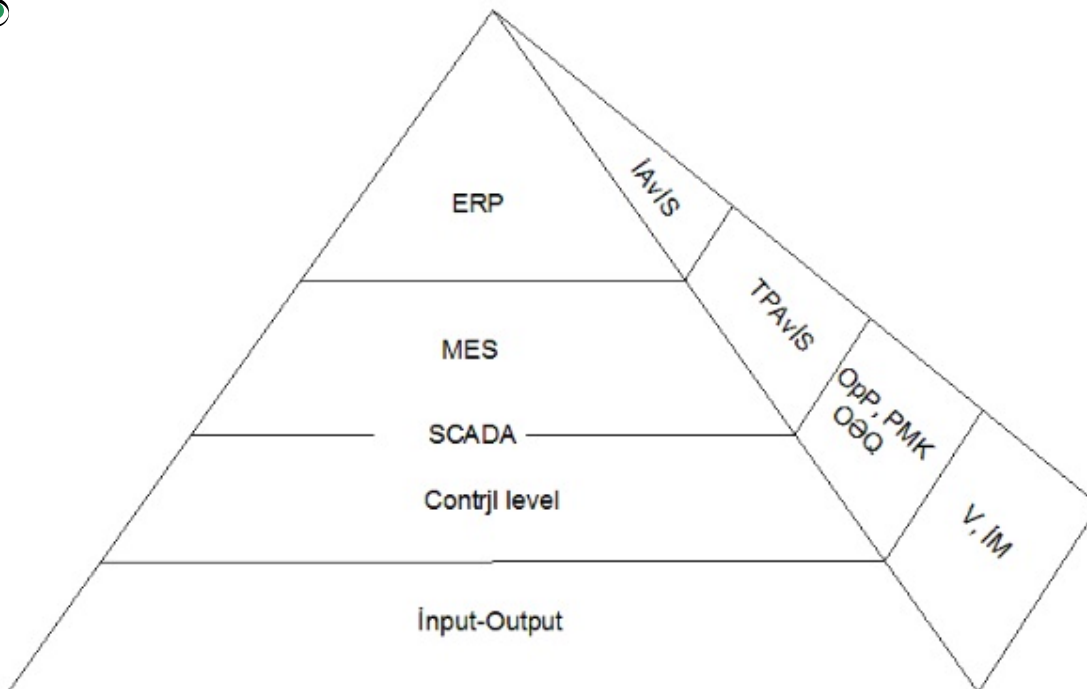 ERP
İAvİS
MES
TPAvİS
SCADA
OpP, PMK
OƏQ
Contrjl level
İnput-Output
V, İM